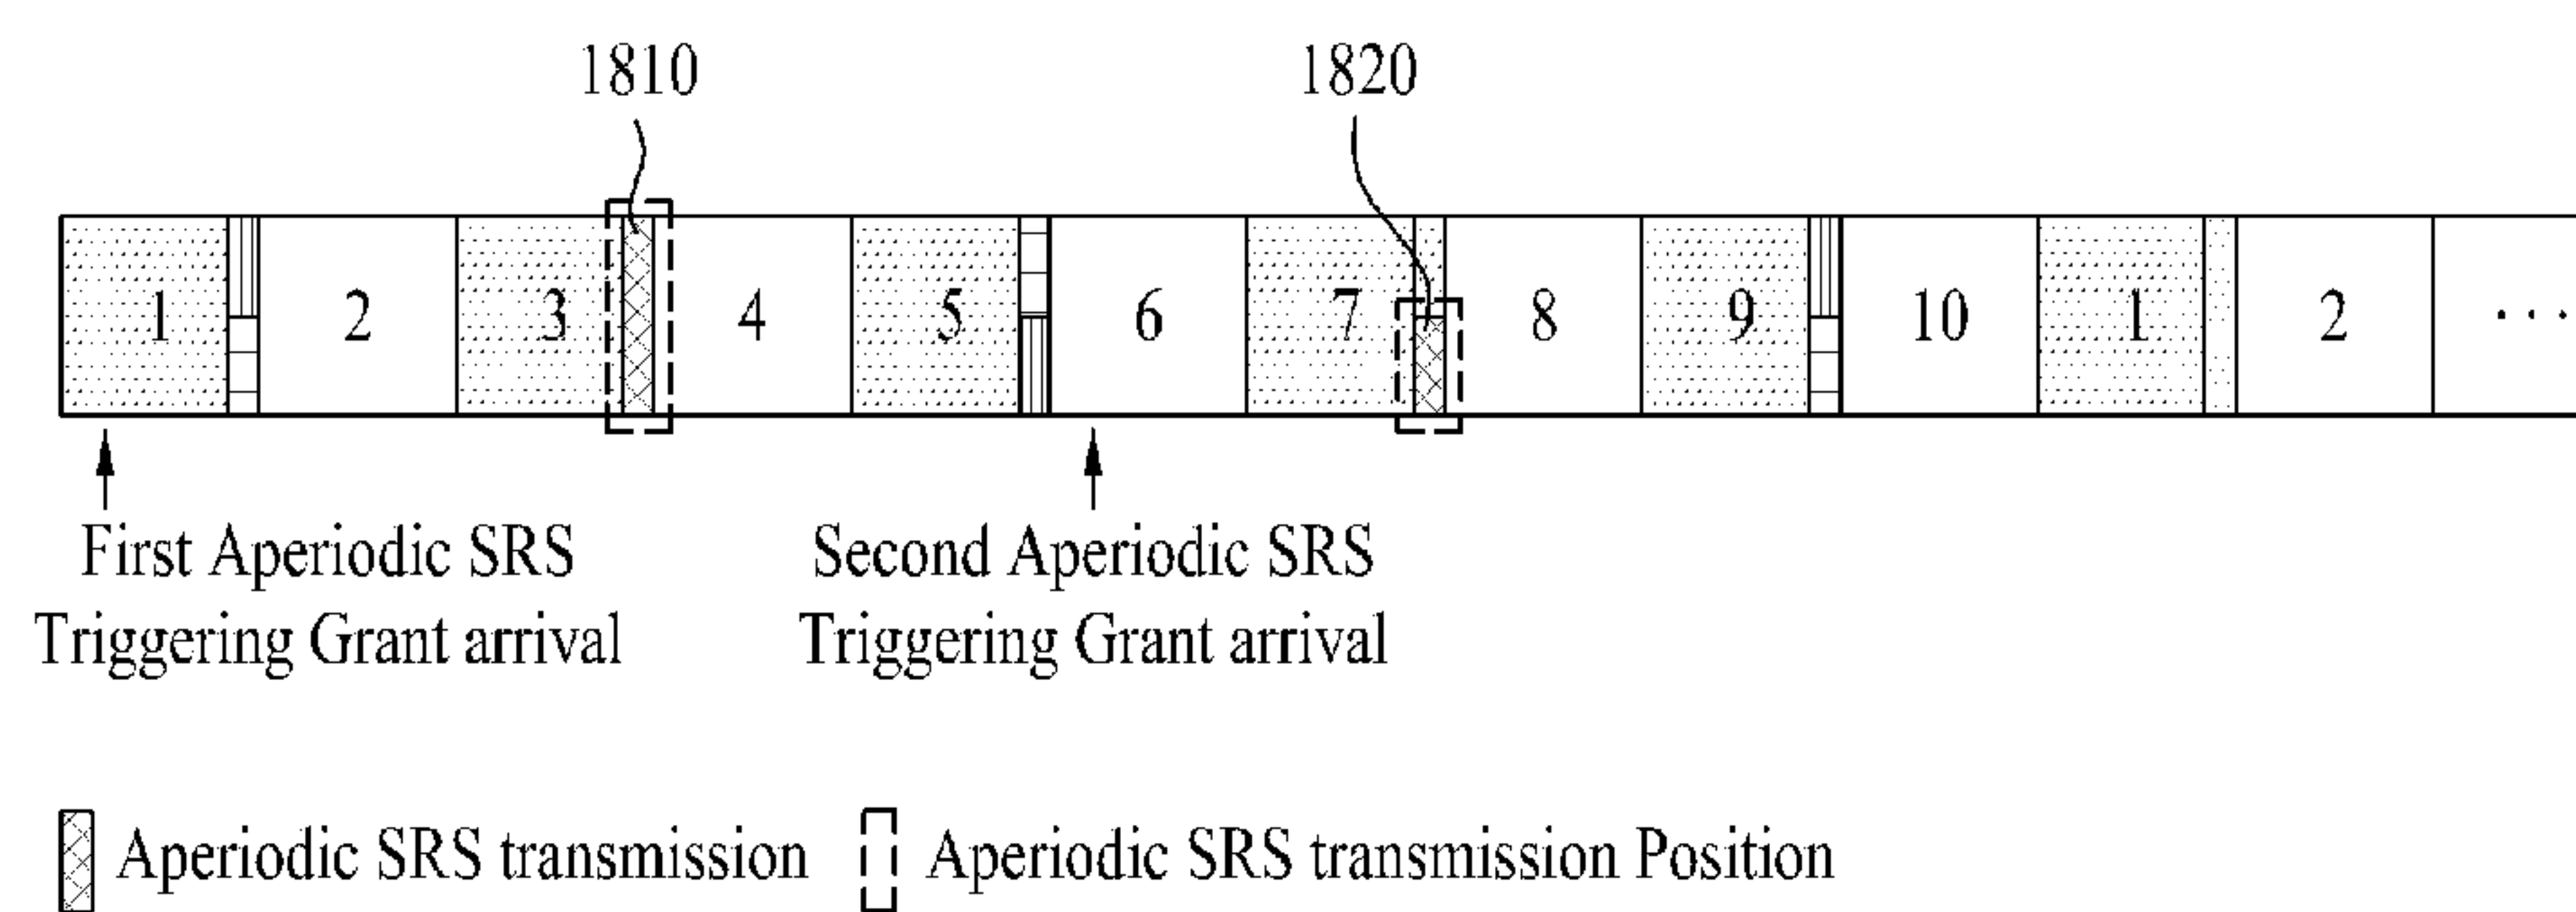 1810 1820
1 2 3 4 5 6 7 8 9 10 1 2 ...
First Aperiodic SRS Second Aperiodic SRS
Triggering Grant arrival Triggering Grant arrival
Aperiodic SRS transmission Aperiodic SRS transmission Position